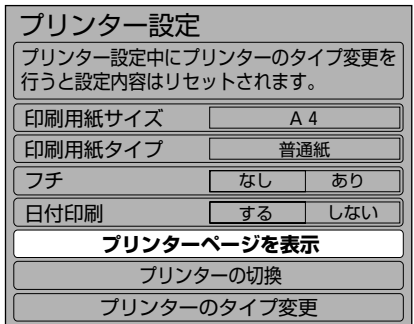 プリンター設定
プリンター設定中にプリンターのタイプ変更を
行うと設定内容はリセットされます。
印刷用紙サイズ A4
印刷用紙タイプ 普通紙
フチ なし あり
日付印刷 する しない
プリンターページを表示
プリンターの切換
プリンターのタイプ変更